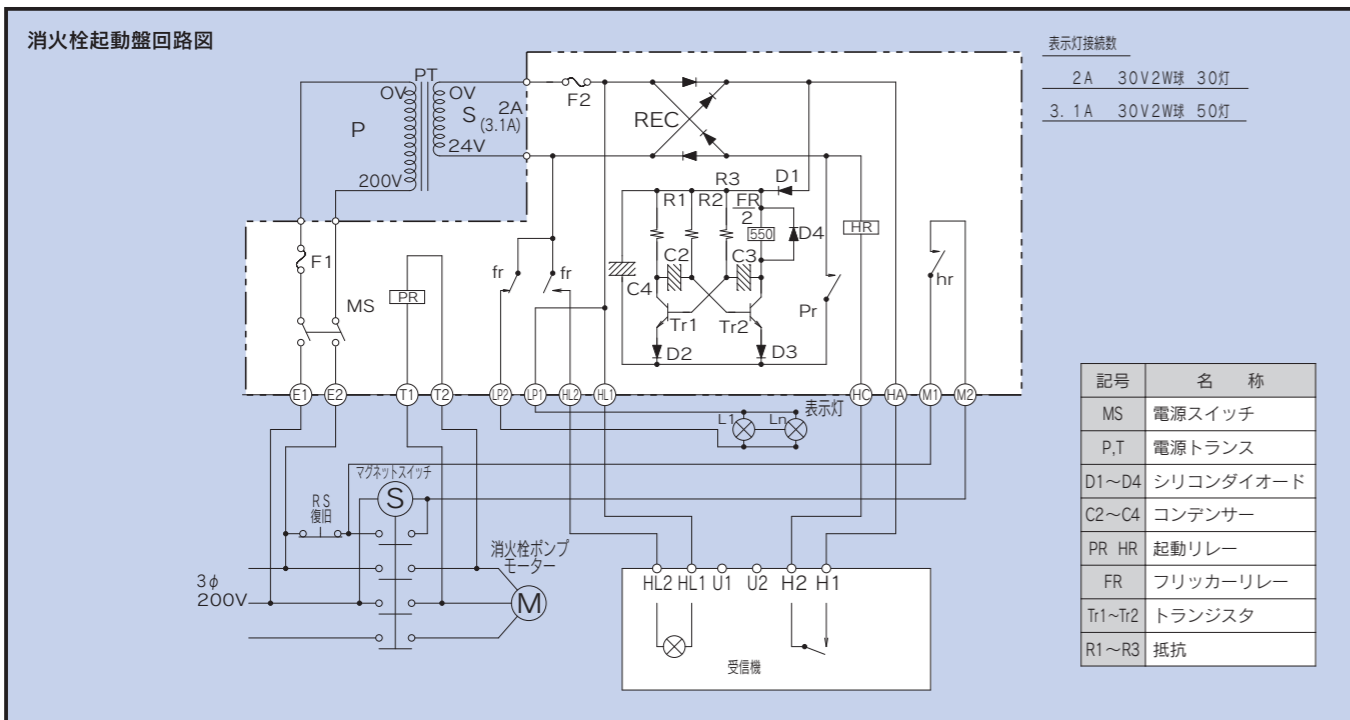 消火栓起動盤回路図
表示灯接続数
2A 30V2W球 30灯
3.1A 30V2W球 50灯
PT
0V
0V
P
S
2A
(3.1A)
24V
200V
F2
REC
D1
R3
R1
R2
FR
2
550
D4
C2
C3
C4
HR
F1
MS
PR
fr
fr
Tr1
Tr2
Pr
hr
D2
D3
E1
E2
T1
T2
LP2
LP1
HL2
HL1
HC
HA
M1
M2
表示灯
L1
Ln
マグネットスイッチ
S
RS
復旧
消火栓ポンプ
モーター
M
3φ
200V
HL2 HL1 U1 U2 H2 H1
受信機
記号 名 称
MS 電源スイッチ
P,T 電源トランス
D1〜D4 シリコンダイオード
C2〜C4 コンデンサー
PR HR 起動リレー
FR フリッカーリレー
Tr1~Tr2 トランジスタ
R1〜R3 抵抗